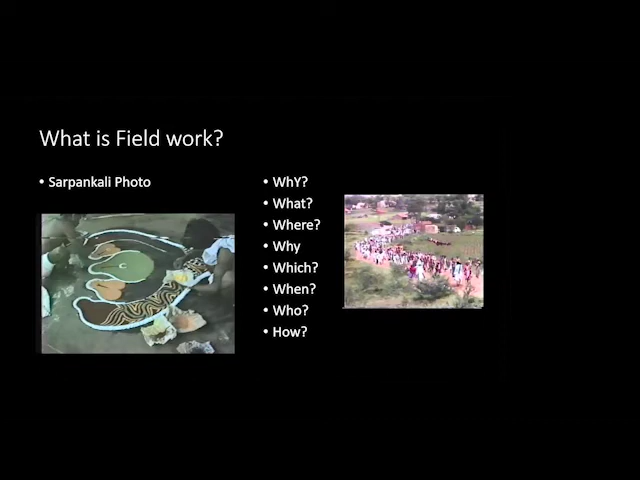 What is Field work?
• Sarpankali Photo
• WhY?
• What?
• Where?
• Why
• Which?
• When?
• Who?
• How?